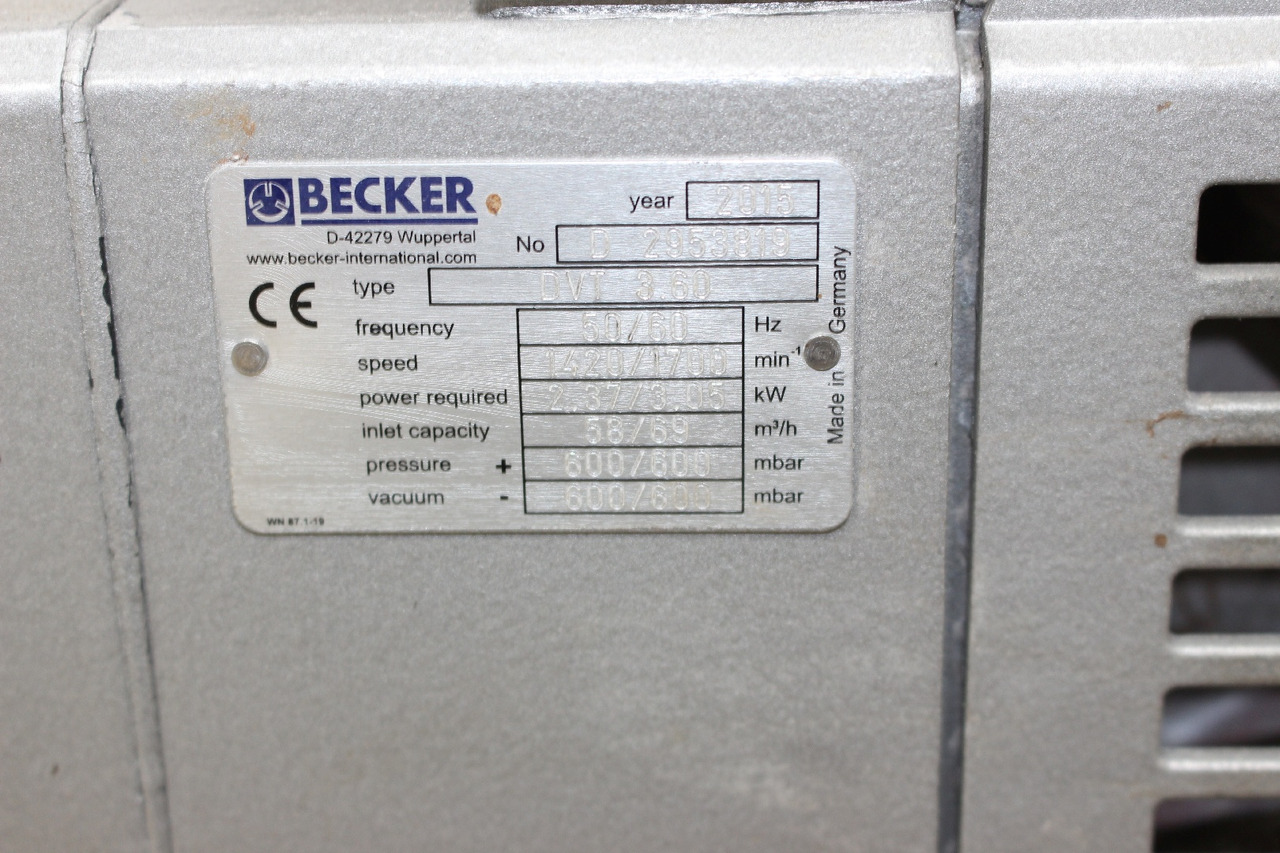 BECKER
D-42279 Wuppertal
www.becker-international.com
year 2015
No D 2953819
type DVT 3 60
CE
frequency 50/60 Hz
speed 1420/1700 min⁻¹
power required 2.37/3.05 kW
inlet capacity 58/69 m³/h
pressure + 600/600 mbar
vacuum - 600/600 mbar
WN 87 1-19
Made in Germany